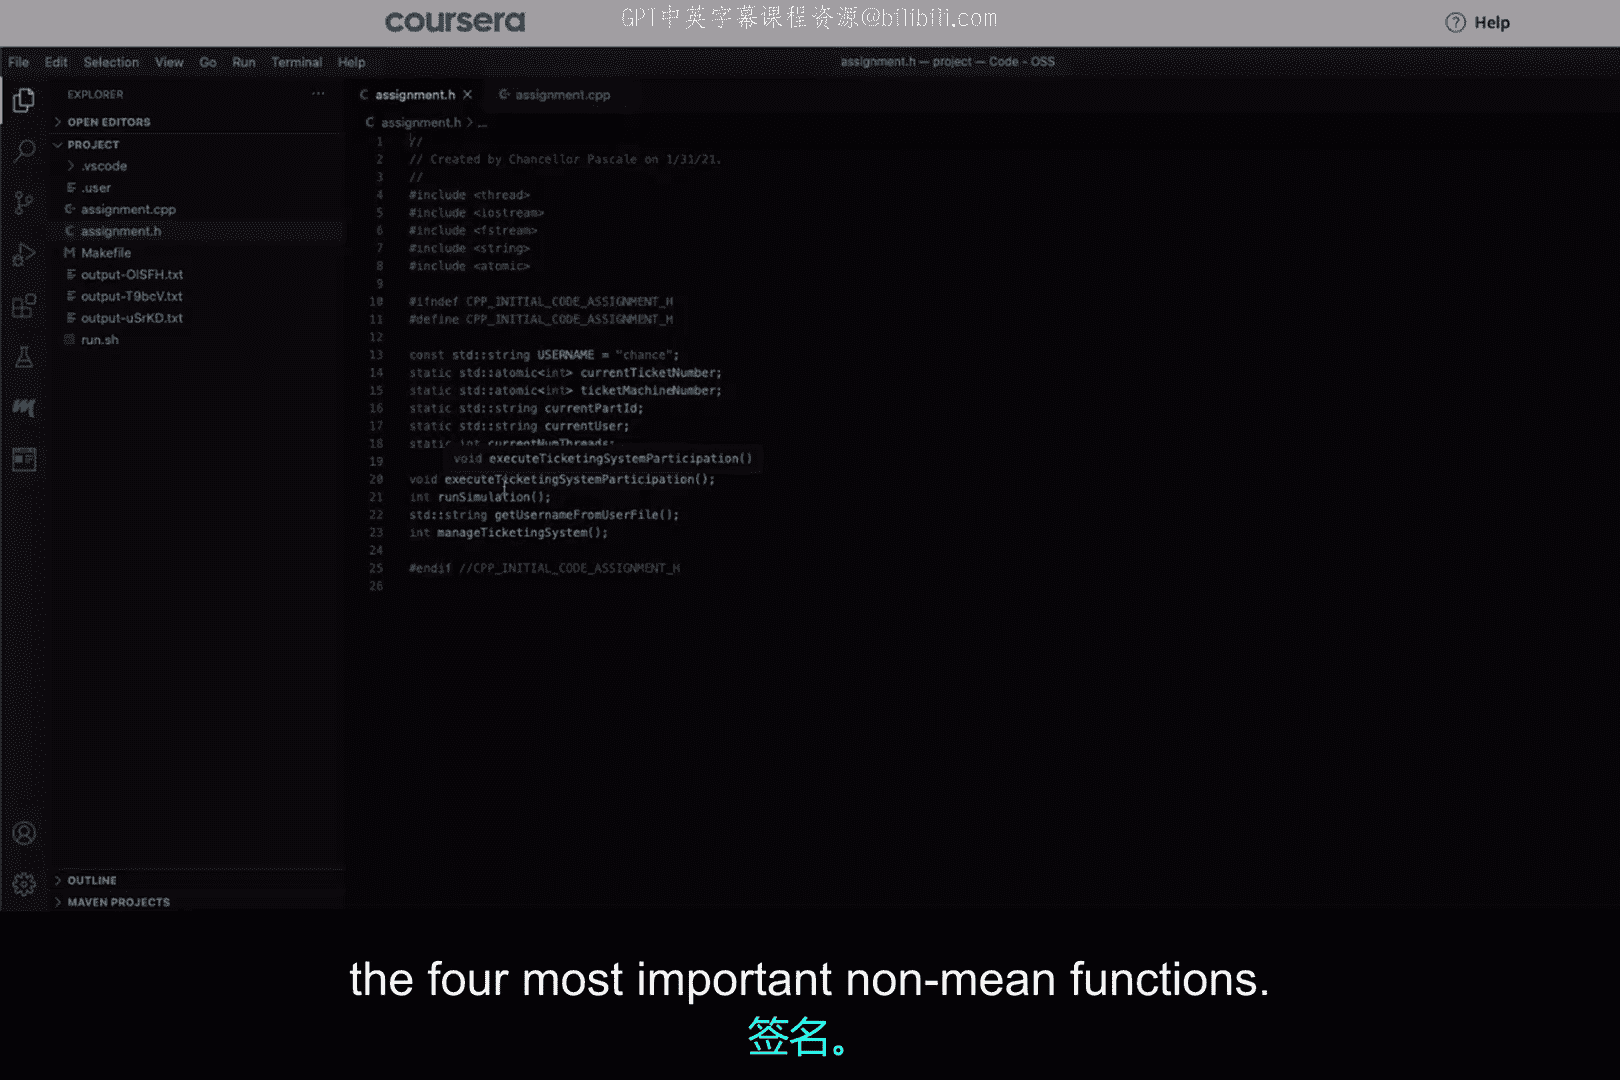 coursera
GPT中英字幕课程资源@bilibili.com
Help
File Edit Selection View Go Run Terminal Help
assignment.h — project — Code - OSS
EXPLORER
OPEN EDITORS
PROJECT
.vscode
.user
assignment.cpp
assignment.h
Makefile
output-OISFH.txt
output-T9bcV.txt
output-uSrKD.txt
run.sh
OUTLINE
MAVEN PROJECTS
assignment.h
assignment.cpp
assignment.h > ...
1 //
2 // Created by Chancellor Pascale on 1/31/21.
3 //
4 #include <thread>
5 #include <iostream>
6 #include <fstream>
7 #include <string>
8 #include <atomic>
9
10 #ifndef CPP_INITIAL_CODE_ASSIGNMENT_H
11 #define CPP_INITIAL_CODE_ASSIGNMENT_H
12
13 const std::string USERNAME = "chance";
14 static std::atomic<int> currentTicketNumber;
15 static std::atomic<int> ticketMachineNumber;
16 static std::string currentPartId;
17 static std::string currentUser;
18 static int currentNumThreads;
void executeTicketingSystemParticipation()
19
20 void executeTicketingSystemParticipation();
21 int runSimulation();
22 std::string getUsernameFromUserFile();
23 int manageTicketingSystem();
24
25 #endif //CPP_INITIAL_CODE_ASSIGNMENT_H
26
the four most important non-mean functions.
签名。